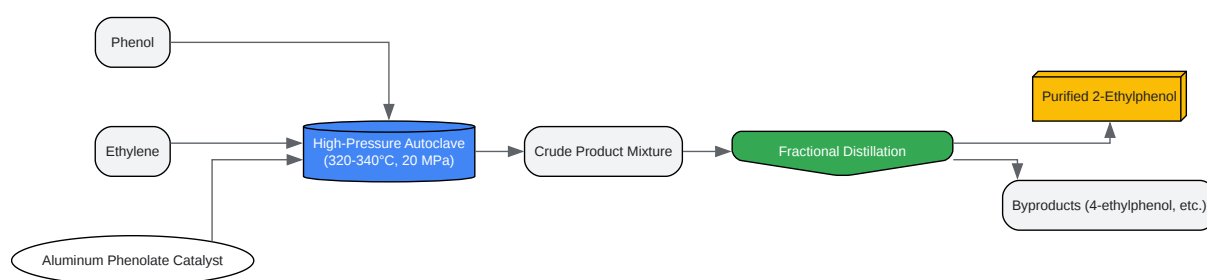 Phenol
Ethylene
Aluminum Phenolate Catalyst
High-Pressure Autoclave
(320-340°C, 20 MPa)
Crude Product Mixture
Fractional Distillation
Purified 2-Ethylphenol
Byproducts (4-ethylphenol, etc.)